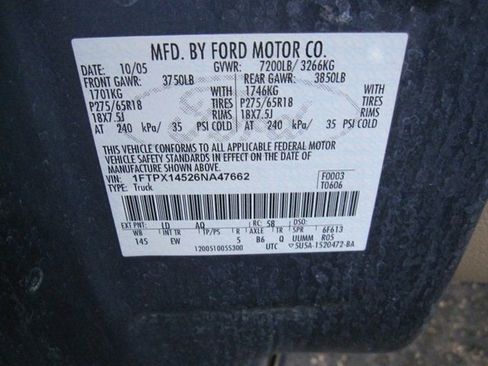 MFD. BY FORD MOTOR CO.
DATE: 10/05 GVWR: 7200LB/ 3266KG
FRONT GAWR: 3750LB REAR GAWR: 3850LB
1701KG WITH 1746KG WITH
P275/65R18 TIRES P275/65R18 TIRES
18X7.5J RIMS 18X7.5J RIMS
AT 240 kPa/ 35 PSI COLD AT 240 kPa/ 35 PSI COLD
THIS VEHICLE CONFORMS TO ALL APPLICABLE FEDERAL MOTOR
VEHICLE SAFETY AND THEFT PREVENTION STANDARDS IN EFFECT ON THE DATE OF
MANUFACTURE SHOWN ABOVE.
VIN: 1FTPX14526NA47662 F0003
TYPE: Truck T0606
EXT PNT: LD AQ RC: 58 DSO:
WB INT TR TP/PS R AXLE TR SPR 6F613
145 EW 5 B6 Q UUMM R05
1200510055300 UTC 5U5A-1520472-BA